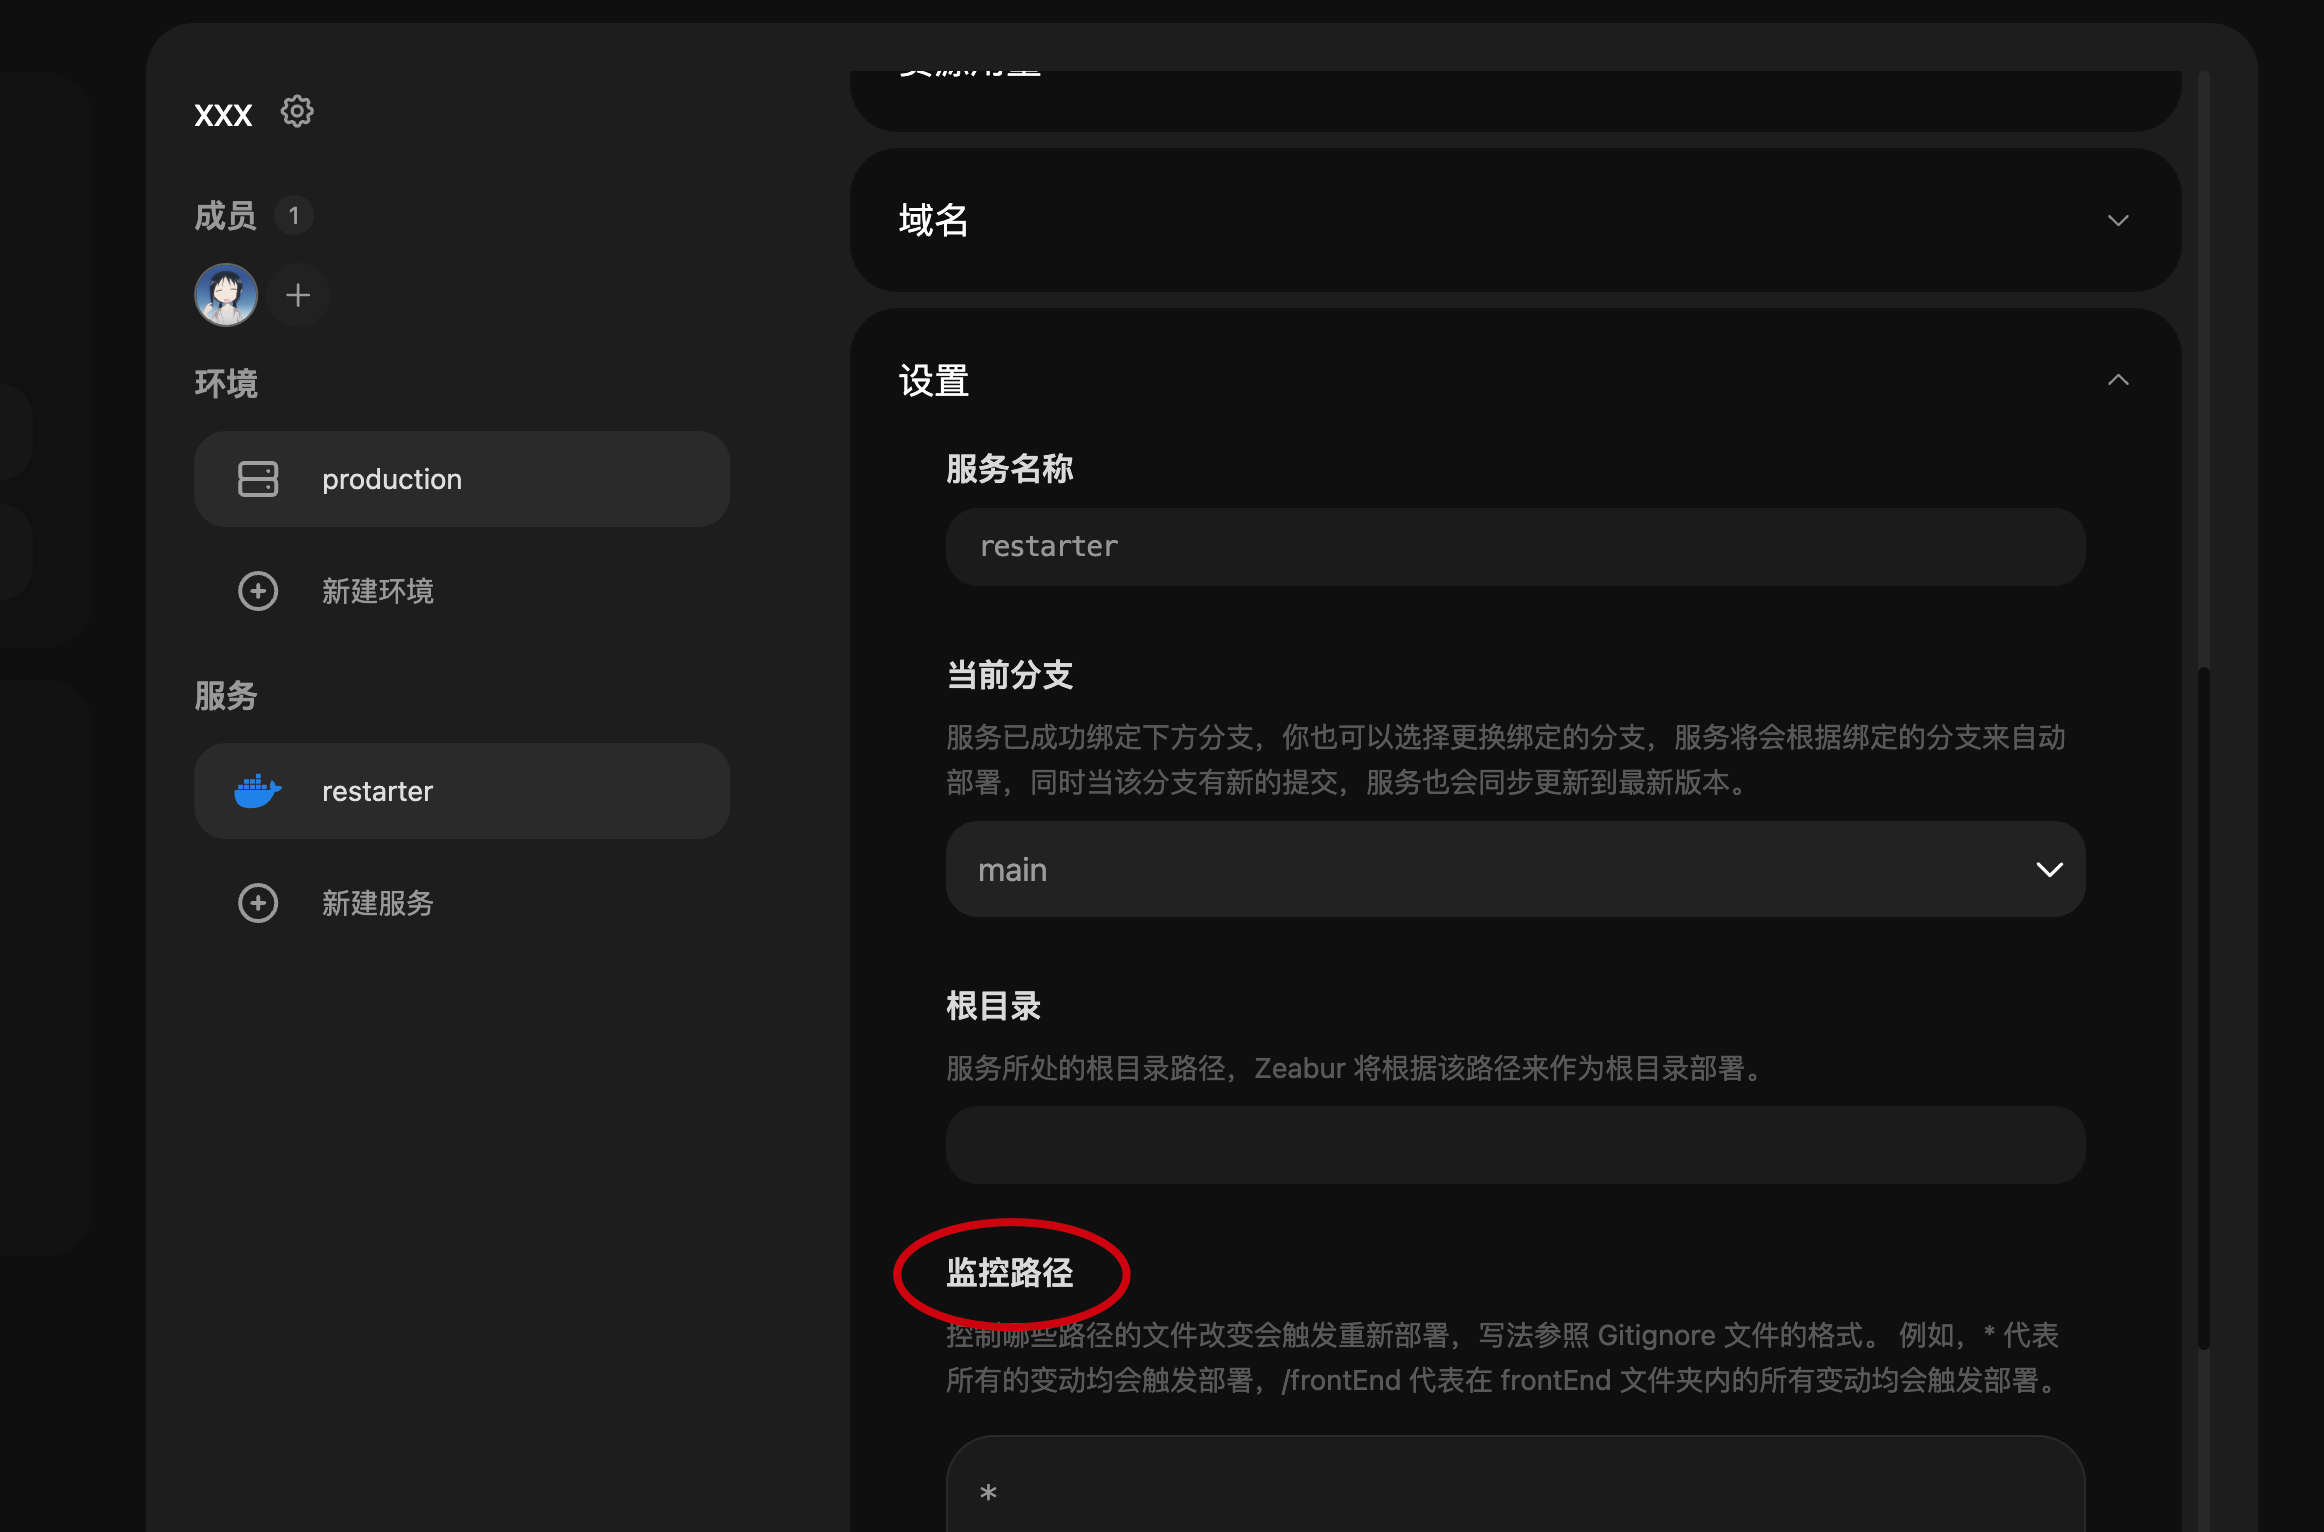 xxx
成员 1
环境
production
新建环境
服务
restarter
新建服务
资源用量
域名
设置
服务名称
restarter
当前分支
服务已成功绑定下方分支，你也可以选择更换绑定的分支，服务将会根据绑定的分支来自动
部署，同时当该分支有新的提交，服务也会同步更新到最新版本。
main
根目录
服务所处的根目录路径，Zeabur 将根据该路径来作为根目录部署。
监控路径
控制哪些路径的文件改变会触发重新部署，写法参照 Gitignore 文件的格式。 例如，* 代表
所有的变动均会触发部署，/frontEnd 代表在 frontEnd 文件夹内的所有变动均会触发部署。
*